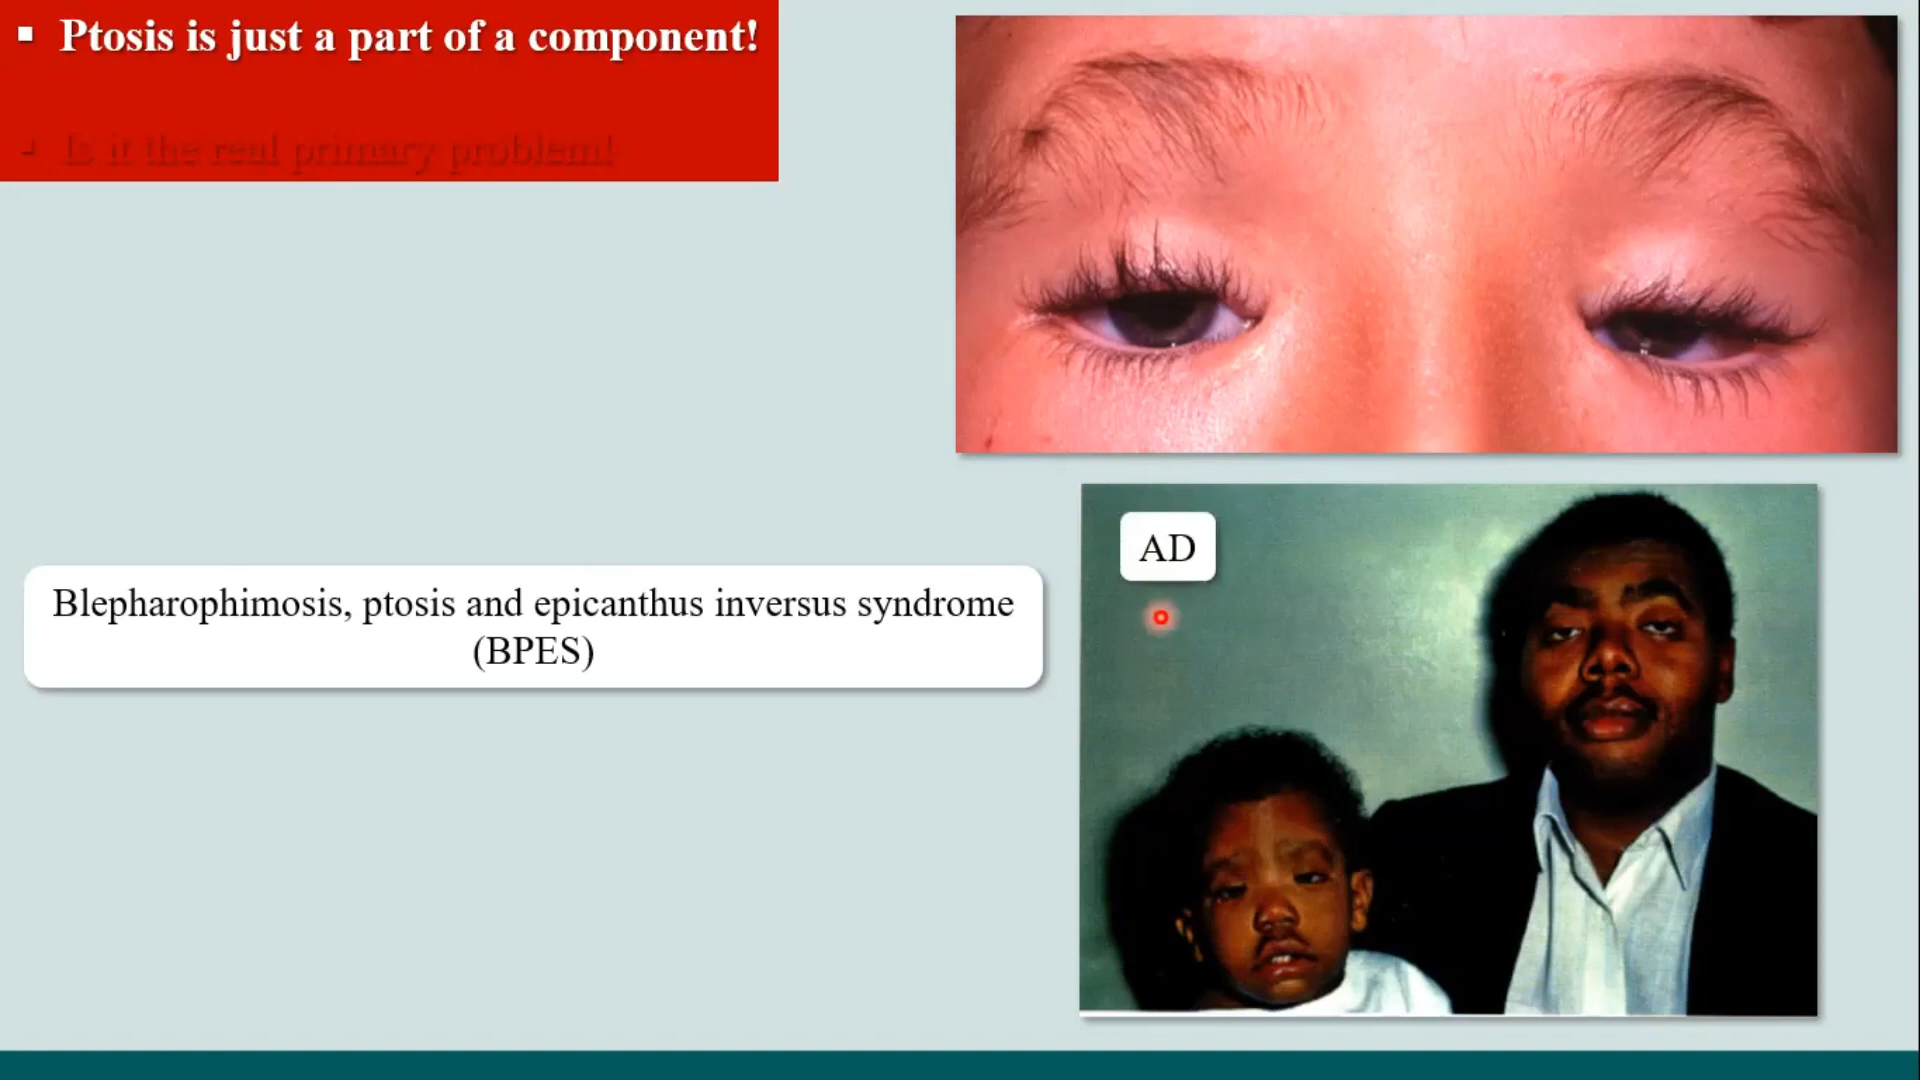 ▪ Ptosis is just a part of a component!
▪ Is it the real primary problem!
AD
Blepharophimosis, ptosis and epicanthus inversus syndrome
(BPES)